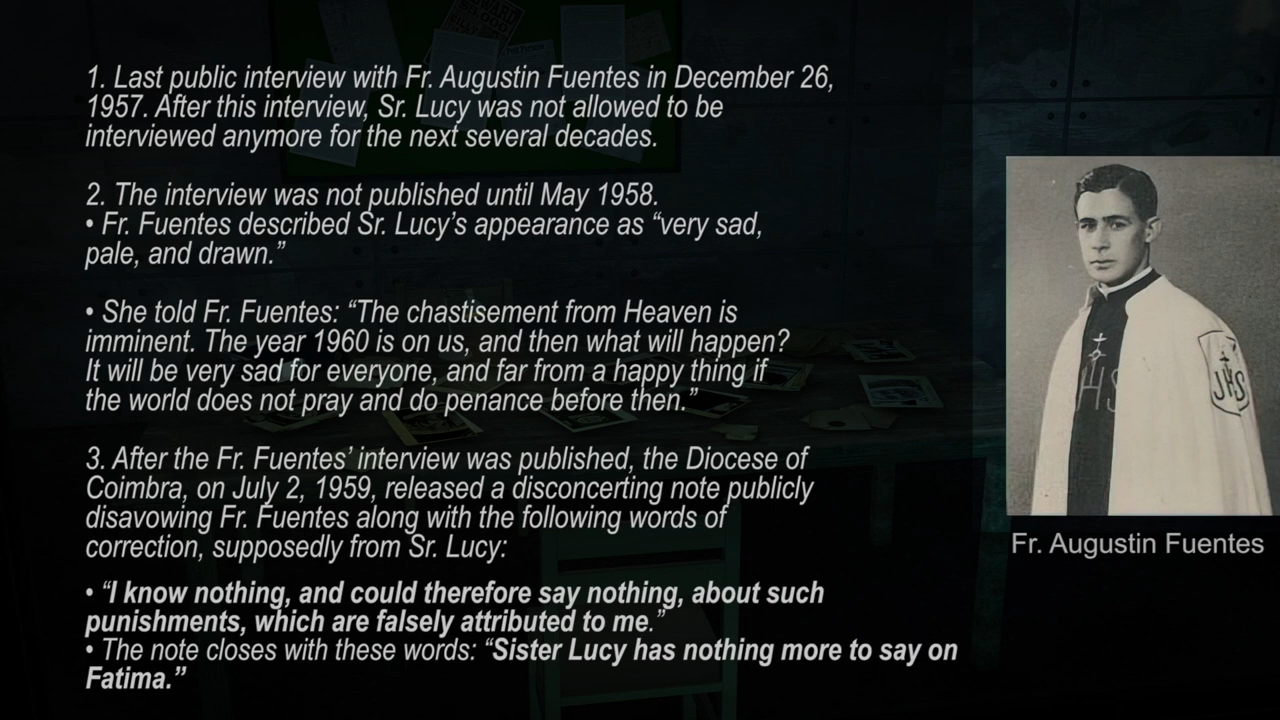 1. Last public interview with Fr. Augustin Fuentes in December 26,
1957. After this interview, Sr. Lucy was not allowed to be
interviewed anymore for the next several decades.
2. The interview was not published until May 1958.
• Fr. Fuentes described Sr. Lucy’s appearance as “very sad,
pale, and drawn.”
• She told Fr. Fuentes: “The chastisement from Heaven is
imminent. The year 1960 is on us, and then what will happen?
It will be very sad for everyone, and far from a happy thing if
the world does not pray and do penance before then.”
3. After the Fr. Fuentes’ interview was published, the Diocese of
Coimbra, on July 2, 1959, released a disconcerting note publicly
disavowing Fr. Fuentes along with the following words of
correction, supposedly from Sr. Lucy:
• “I know nothing, and could therefore say nothing, about such
punishments, which are falsely attributed to me.”
• The note closes with these words: “Sister Lucy has nothing more to say on
Fatima.”
JHS
Fr. Augustin Fuentes